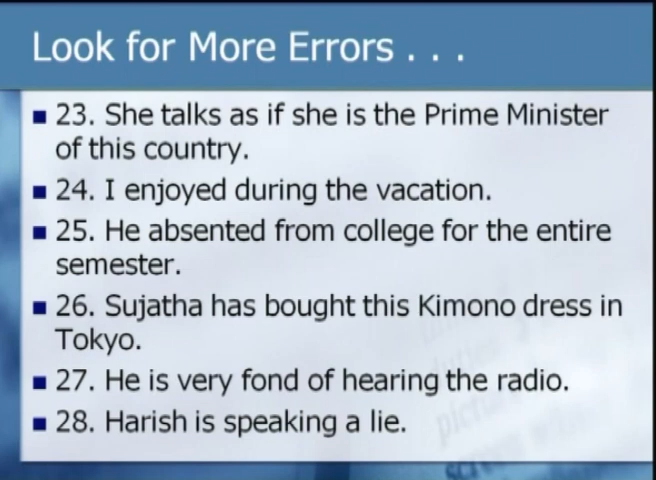 Look for More Errors . . .
23. She talks as if she is the Prime Minister
of this country.
24. I enjoyed during the vacation.
25. He absented from college for the entire
semester.
26. Sujatha has bought this Kimono dress in
Tokyo.
27. He is very fond of hearing the radio.
28. Harish is speaking a lie.